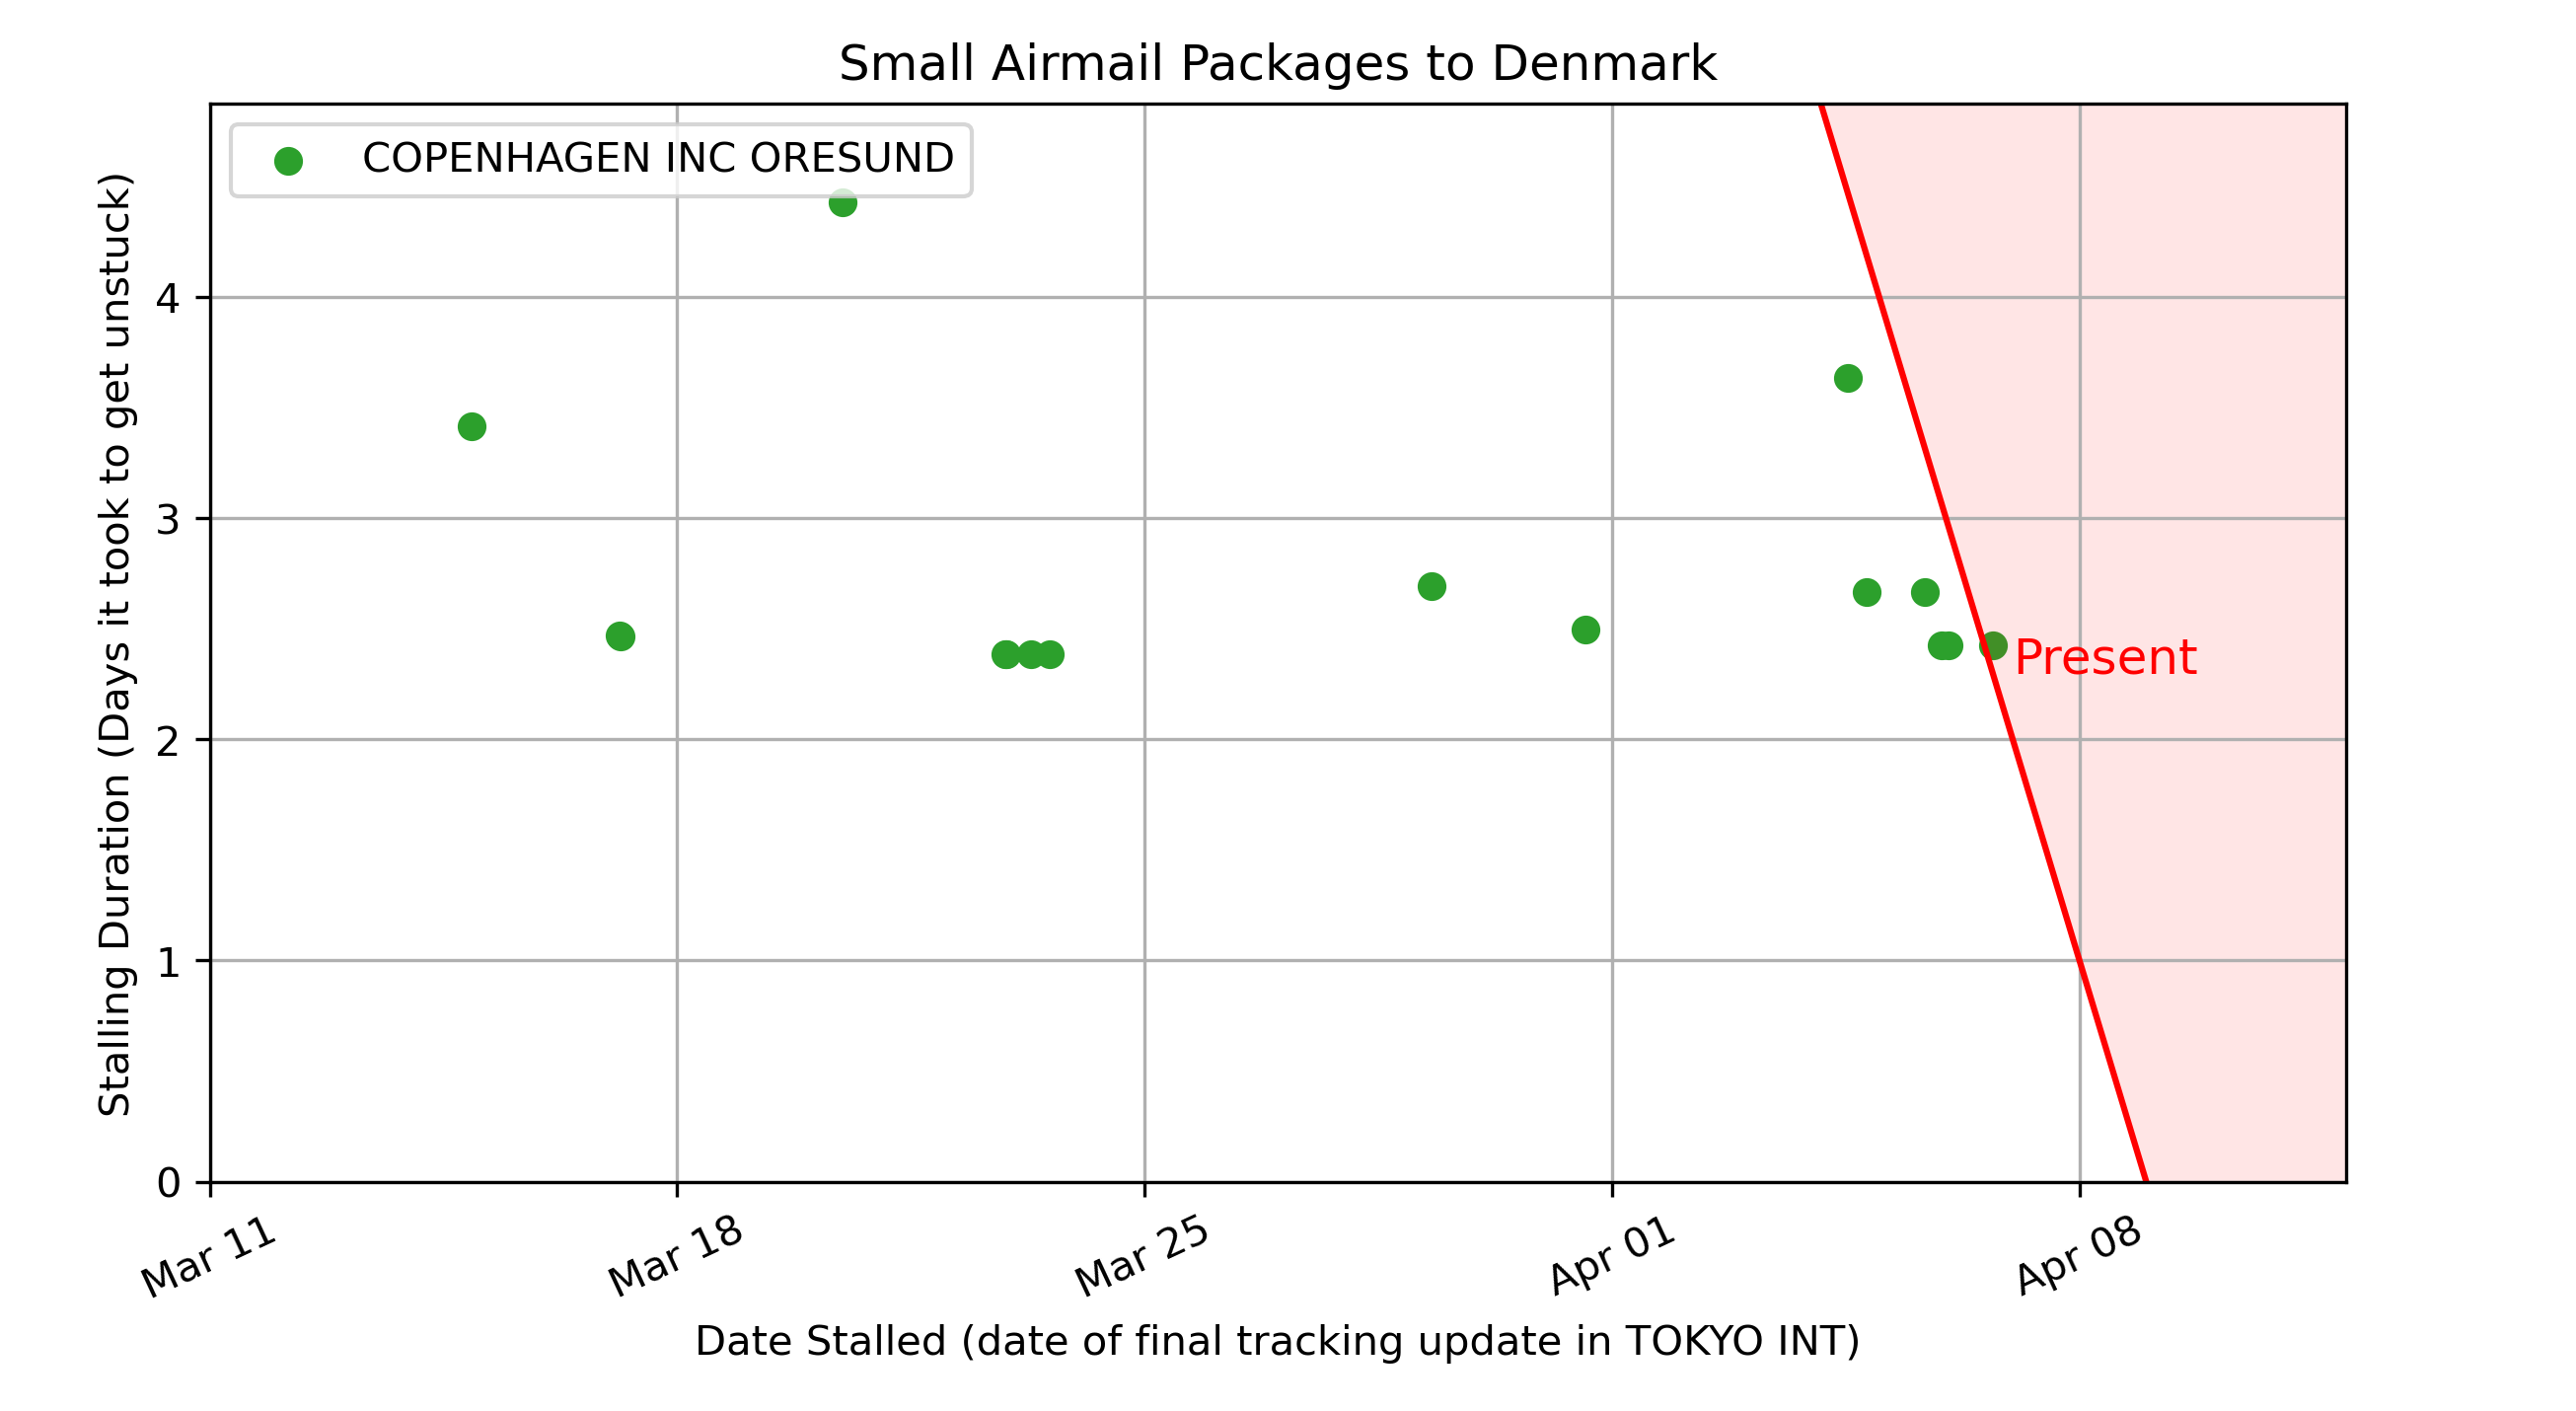 Small Airmail Packages to Denmark
COPENHAGEN INC ORESUND
Stalling Duration (Days it took to get unstuck)
4
3
2
1
0
Present
Mar 11
Mar 18
Mar 25
Apr 01
Apr 08
Date Stalled (date of final tracking update in TOKYO INT)